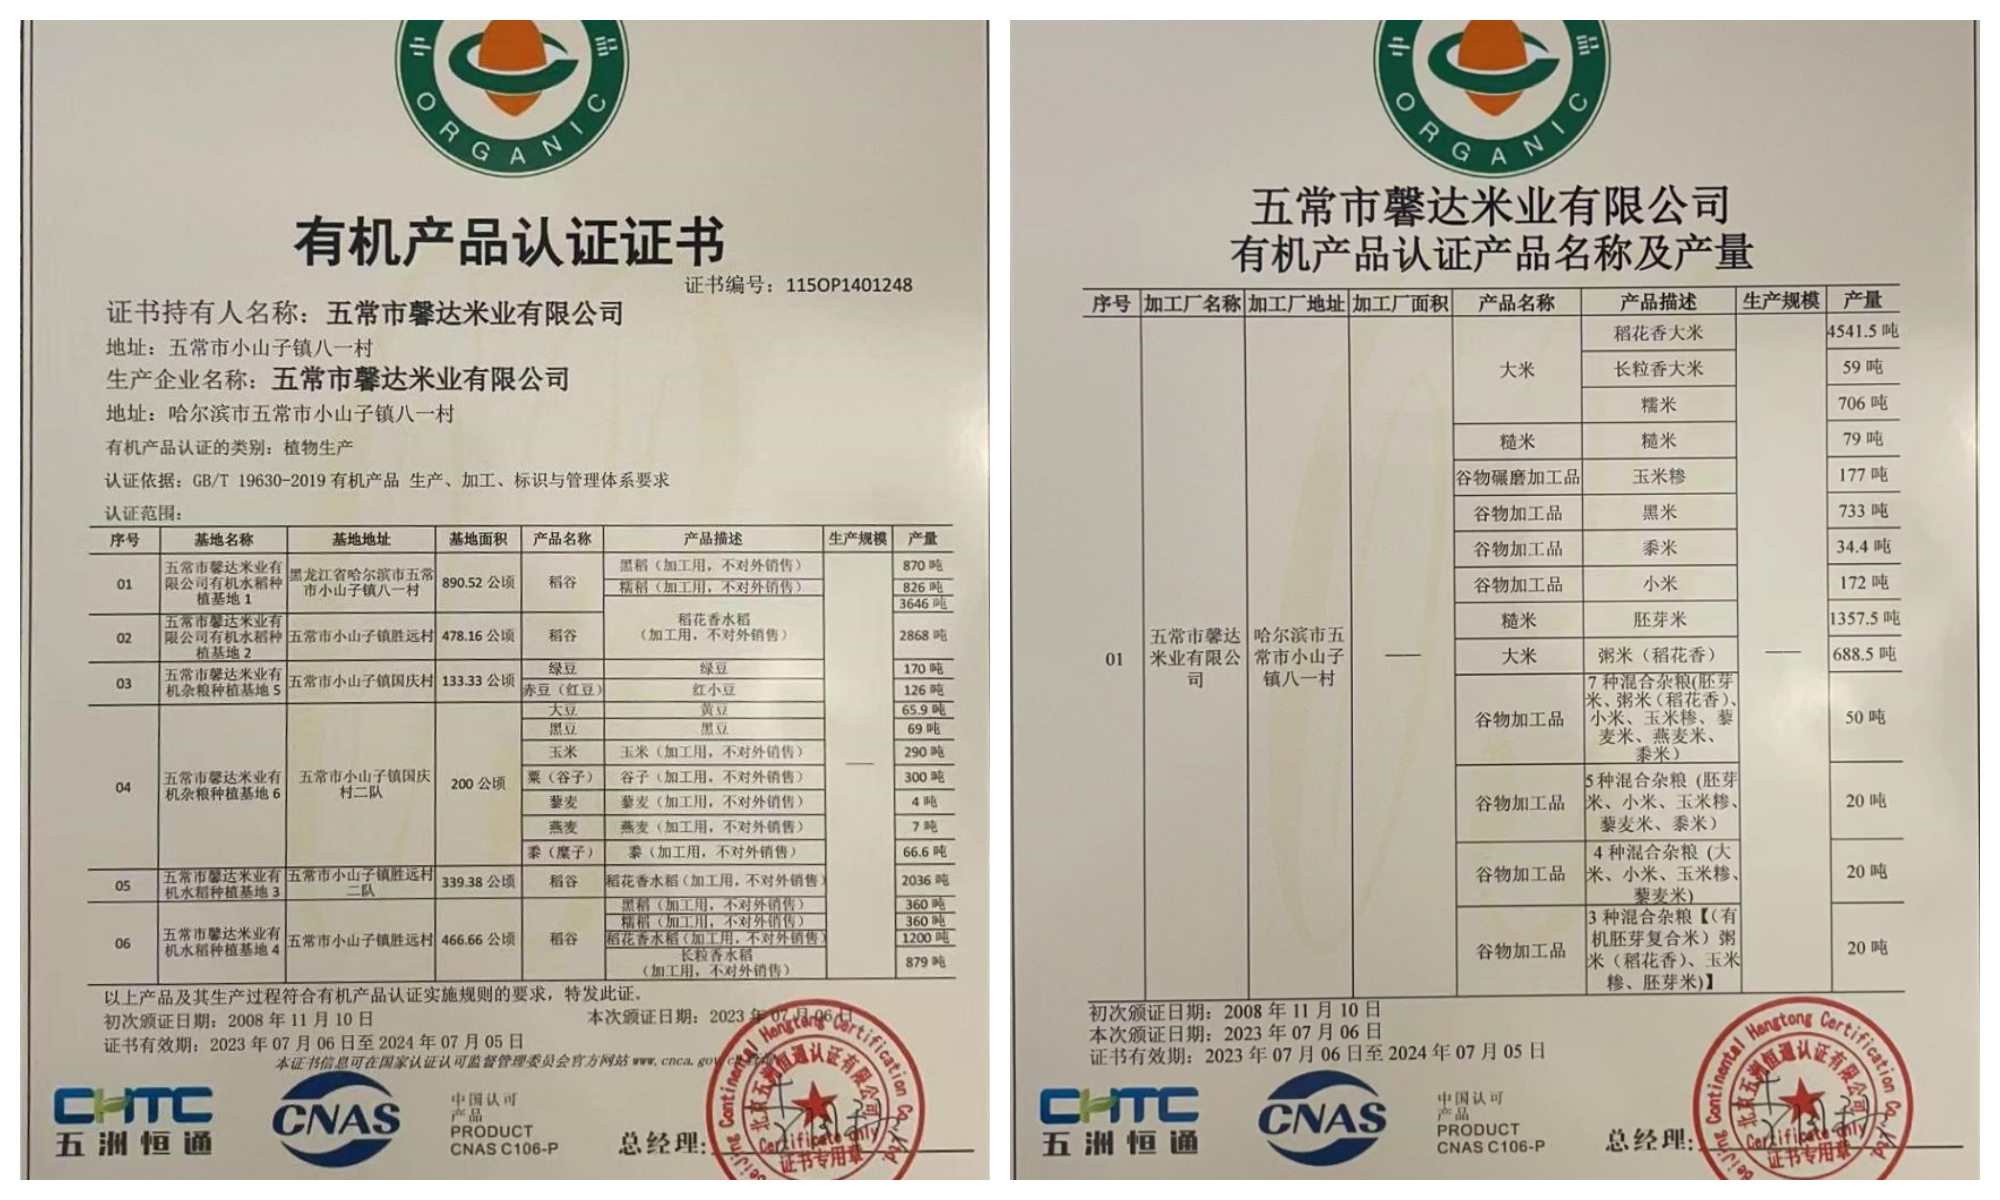 中
品
ORGANIC
有机产品认证证书
证书编号：115OP1401248
证书持有人名称：五常市馨达米业有限公司
地址：五常市小山子镇八一村
生产企业名称：五常市馨达米业有限公司
地址：哈尔滨市五常市小山子镇八一村
有机产品认证的类别：植物生产
认证依据：GB/T 19630-2019 有机产品 生产、加工、标识与管理体系要求
认证范围：
序号 基地名称 基地地址 基地面积 产品名称 产品描述 生产规模 产量
01
五常市馨达米业有
限公司有机水稻种
植基地 1
黑龙江省哈尔滨市五常
市小山子镇八一村
890.52 公顷
稻谷
黑稻（加工用，不对外销售）
870 吨
糯稻（加工用，不对外销售）
826 吨
3646 吨
02
五常市馨达米业有
限公司有机水稻种
植基地 2
五常市小山子镇胜远村
478.16 公顷
稻谷
稻花香水稻
（加工用，不对外销售）
2868 吨
03
五常市馨达米业有
机杂粮种植基地 5
五常市小山子镇国庆村
133.33 公顷
绿豆 绿豆 170 吨
赤豆（红豆） 红小豆 126 吨
04
五常市馨达米业有
机杂粮种植基地 6
五常市小山子镇国庆
村二队
200 公顷
大豆 黄豆 65.9 吨
黑豆 黑豆 69 吨
玉米 玉米（加工用，不对外销售） 290 吨
粟（谷子） 谷子（加工用，不对外销售） 300 吨
藜麦 藜麦（加工用，不对外销售） 4 吨
燕麦 燕麦（加工用，不对外销售） 7 吨
黍（糜子） 黍（加工用，不对外销售） 66.6 吨
——
05
五常市馨达米业有
机水稻种植基地 3
五常市小山子镇胜远村
二队
339.38 公顷
稻谷
稻花香水稻（加工用，不对外销售）
2036 吨
06
五常市馨达米业有
机水稻种植基地 4
五常市小山子镇胜远村
466.66 公顷
稻谷
黑稻（加工用，不对外销售） 360 吨
糯稻（加工用，不对外销售） 360 吨
稻花香水稻（加工用，不对外销售） 1200 吨
长粒香水稻
（加工用，不对外销售）
879 吨
以上产品及其生产过程符合有机产品认证实施规则的要求，特发此证。
初次颁证日期：2008 年 11 月 10 日 本次颁证日期：2023 年 07 月 06 日
证书有效期：2023 年 07 月 06 日至 2024 年 07 月 05 日
本证书信息可在国家认证认可监督管理委员会官方网站 www.cnca.gov.cn
CHTC
五洲恒通
CNAS
中国认可
产品
PRODUCT
CNAS C106-P
总经理：
Beijing Continental Hengtong Certification Co.,Ltd.
北京五洲恒通认证有限公司
Certificate only
证书专用章
中
品
ORGANIC
五常市馨达米业有限公司
有机产品认证产品名称及产量
序号 加工厂名称 加工厂地址 加工厂面积 产品名称 产品描述 生产规模 产量
01
五常市馨达
米业有限公
司
哈尔滨市五
常市小山子
镇八一村
——
大米
稻花香大米 4541.5 吨
长粒香大米 59 吨
糯米 706 吨
糙米 糙米 79 吨
谷物碾磨加工品 玉米糁 177 吨
谷物加工品 黑米 733 吨
谷物加工品 黍米 34.4 吨
谷物加工品 小米 172 吨
糙米 胚芽米 1357.5 吨
大米 粥米（稻花香） 688.5 吨
——
谷物加工品
7 种混合杂粮(胚芽
米、粥米（稻花香）、
小米、玉米糁、藜
麦米、燕麦米、
黍米）
50 吨
谷物加工品
5 种混合杂粮（胚芽
米、小米、玉米糁、
藜麦米、黍米）
20 吨
谷物加工品
4 种混合杂粮（大
米、小米、玉米糁、
藜麦米)
20 吨
谷物加工品
3 种混合杂粮【（有
机胚芽复合米）粥
米（稻花香）、玉米
糁、胚芽米)】
20 吨
初次颁证日期：2008 年 11 月 10 日
本次颁证日期：2023 年 07 月 06 日
证书有效期：2023 年 07 月 06 日至 2024 年 07 月 05 日
CHTC
五洲恒通
CNAS
中国认可
产品
PRODUCT
CNAS C106-P
总经理：
Beijing Continental Hengtong Certification Co.,Ltd.
北京五洲恒通认证有限公司
Certificate only
证书专用章